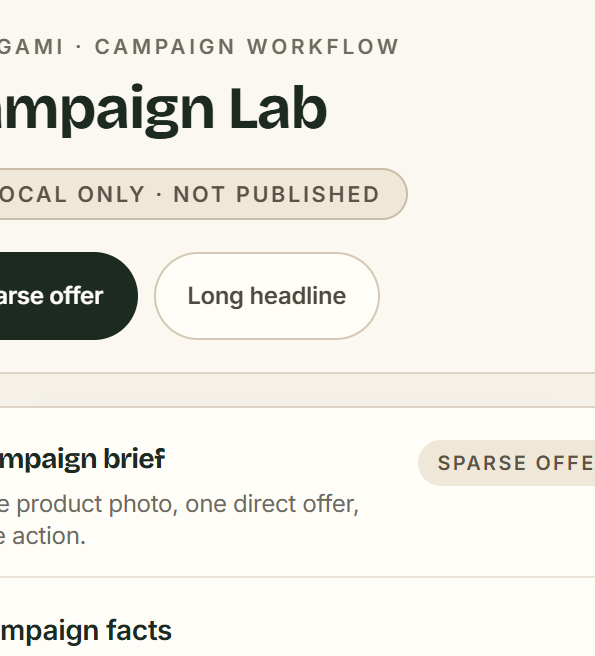 GAMI · CAMPAIGN WORKFLOW
ampaign Lab
OCAL ONLY · NOT PUBLISHED
arse offer
Long headline
mpaign brief
SPARSE OFFE
e product photo, one direct offer,
e action.
mpaign facts